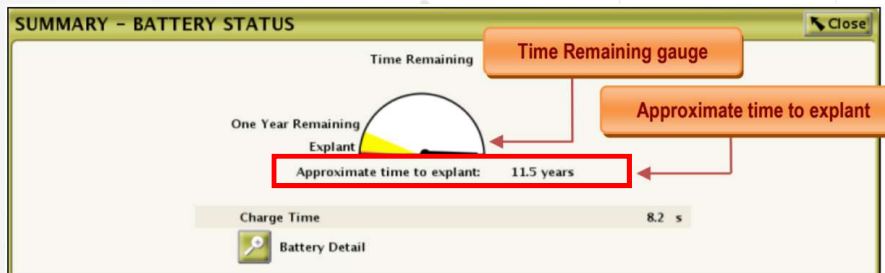 SUMMARY - BATTERY STATUS
Close
Time Remaining
Time Remaining gauge
Approximate time to explant
One Year Remaining
Explant
Approximate time to explant: 11.5 years
Charge Time 8.2 s
Battery Detail